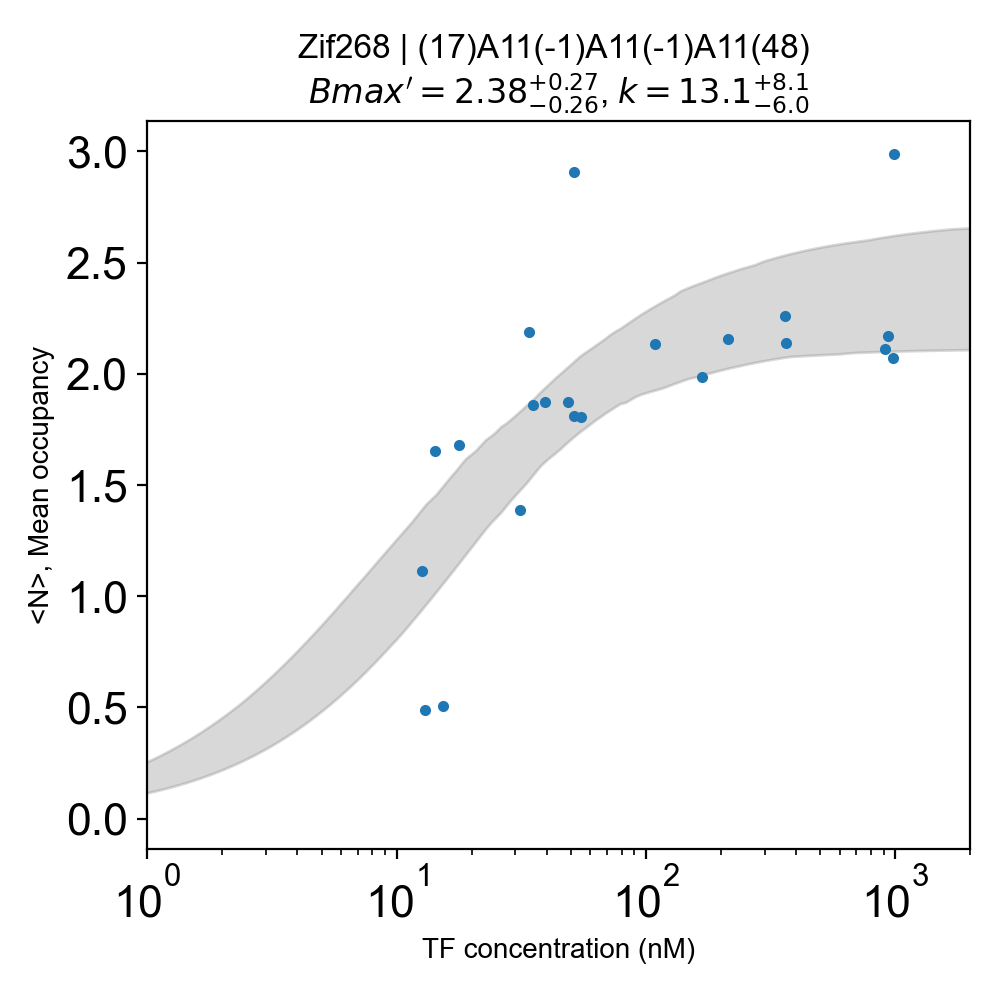 Zif268 | (17)A11(-1)A11(-1)A11(48)
Bmax′ = 2.38+0.27−0.26, k = 13.1+8.1−6.0
3.0
2.5
2.0
1.5
1.0
0.5
0.0
<N>, Mean occupancy
10^0 10^1 10^2 10^3
TF concentration (nM)